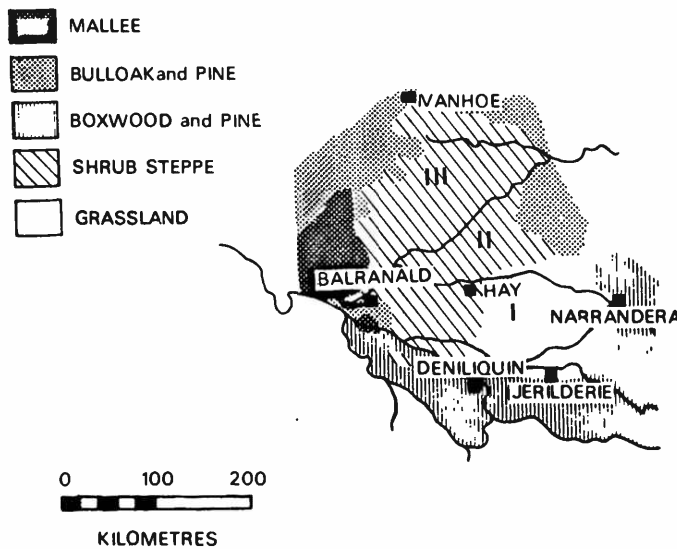 MALLEE
BULLOAK and PINE
BOXWOOD and PINE
SHRUB STEPPE
GRASSLAND
IVANHOE
III
II
BALRANALD
HAY
I
NARRANDERA
DENILIQUIN
JERILDERIE
0 100 200
KILOMETRES